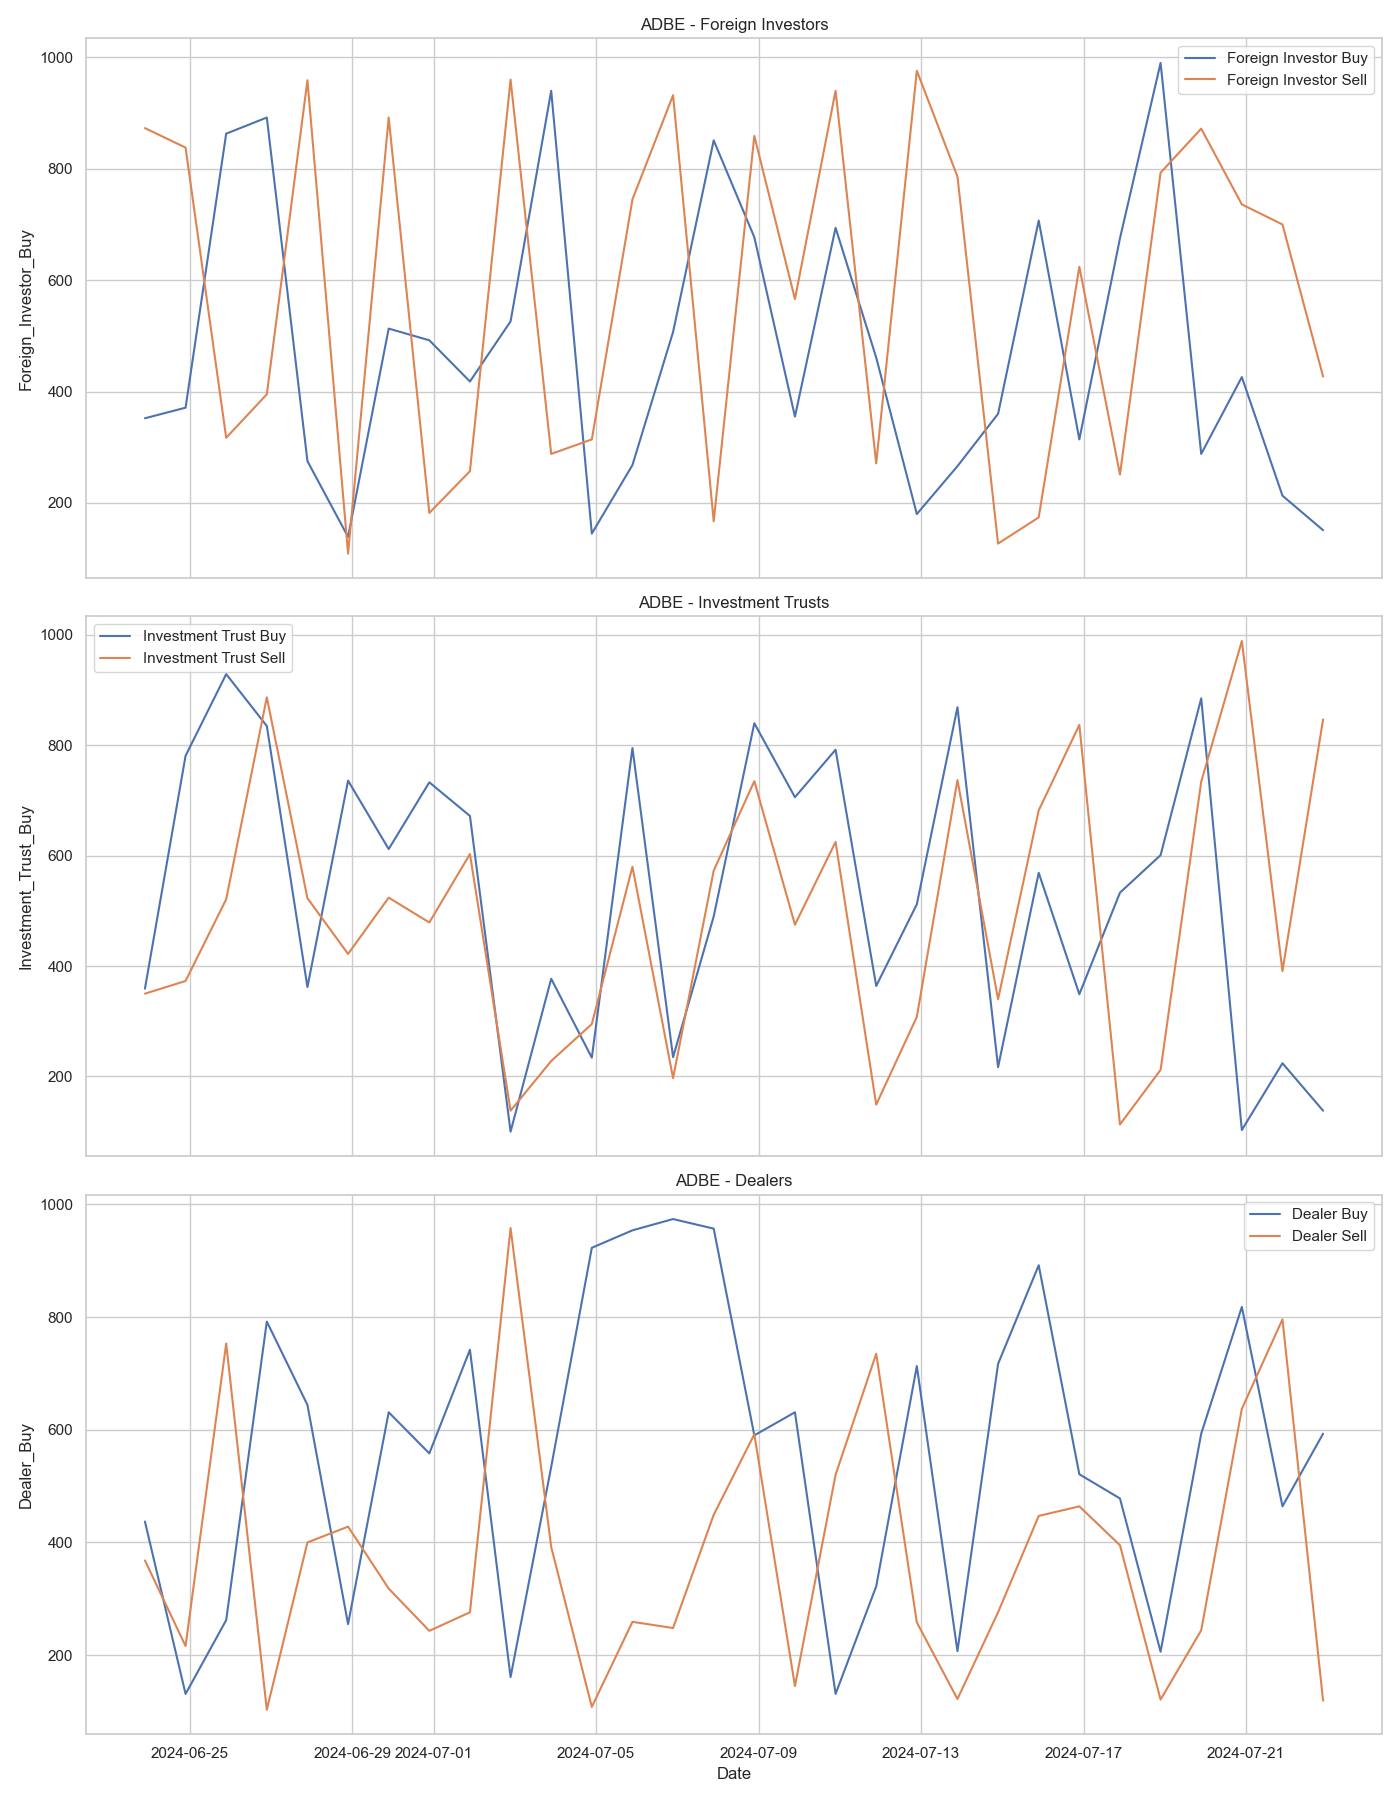 ADBE - Foreign Investors
1000
800
600
400
200
Foreign_Investor_Buy
Foreign Investor Buy
Foreign Investor Sell
ADBE - Investment Trusts
1000
800
600
400
200
Investment_Trust_Buy
Investment Trust Buy
Investment Trust Sell
ADBE - Dealers
1000
800
600
400
200
Dealer_Buy
Dealer Buy
Dealer Sell
2024-06-25 2024-06-29 2024-07-01 2024-07-05 2024-07-09 2024-07-13 2024-07-17 2024-07-21
Date